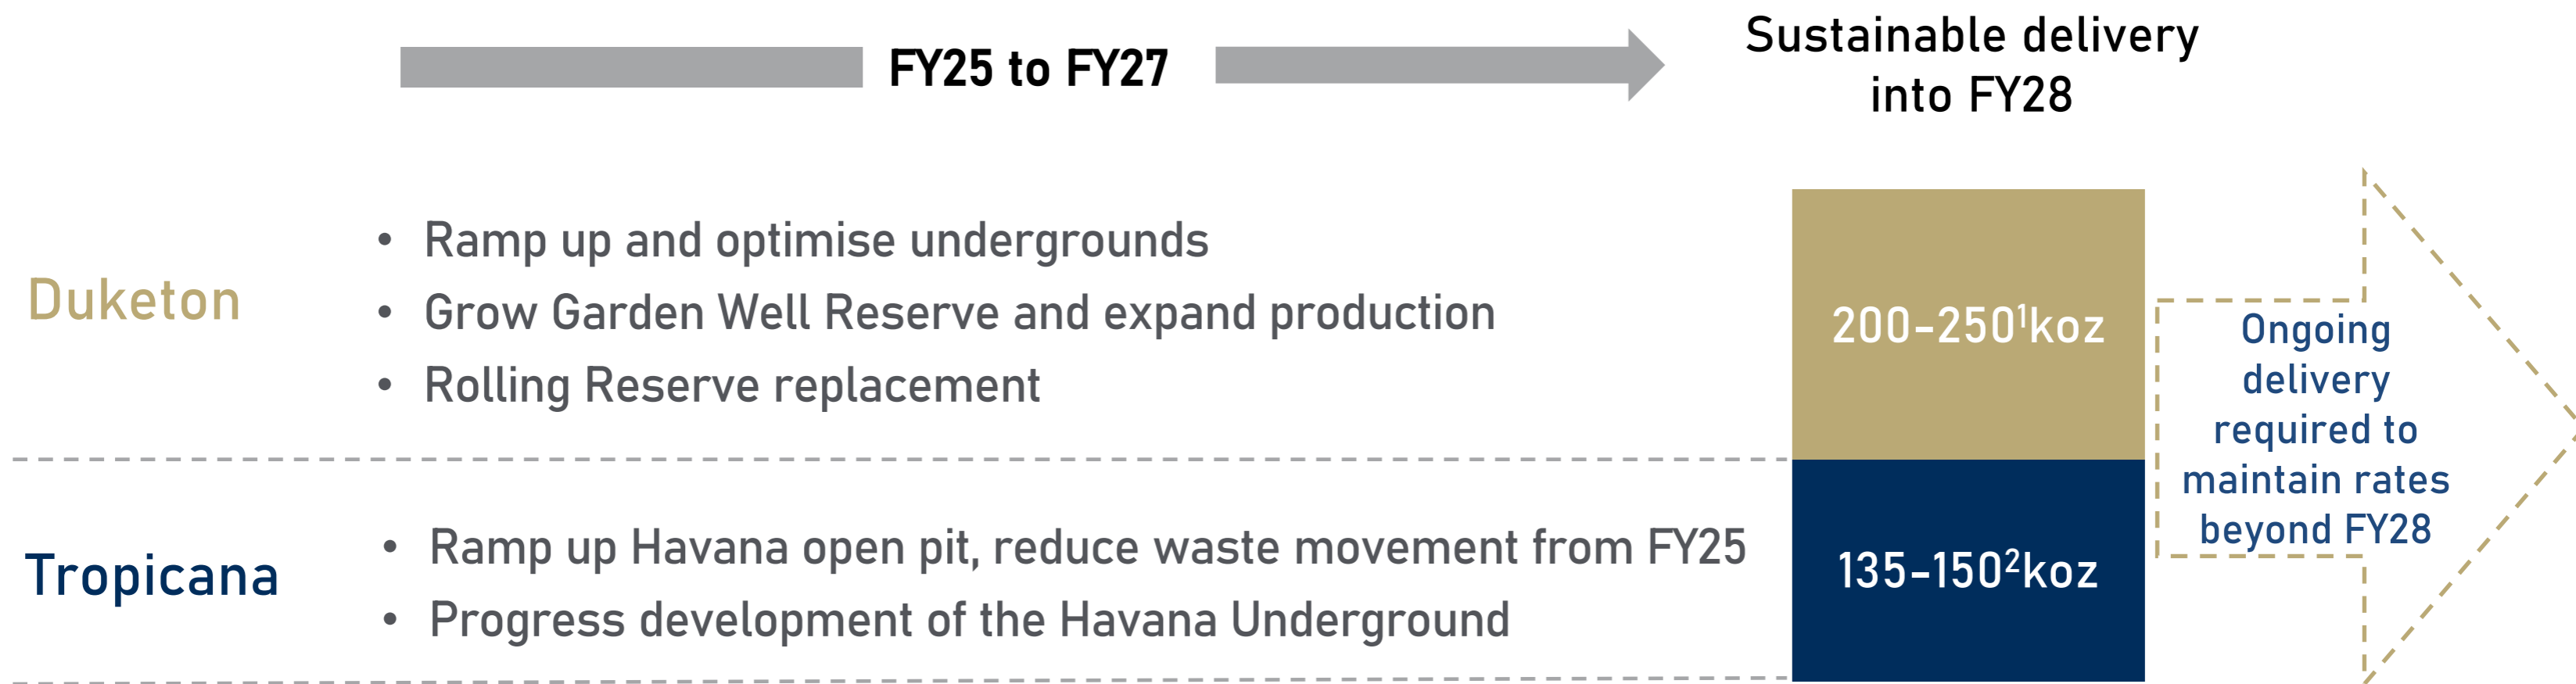 FY25 to FY27
Sustainable delivery
into FY28
Duketon
• Ramp up and optimise undergrounds
• Grow Garden Well Reserve and expand production
• Rolling Reserve replacement
200-250¹koz
Ongoing
delivery
required to
maintain rates
beyond FY28
Tropicana
• Ramp up Havana open pit, reduce waste movement from FY25
• Progress development of the Havana Underground
135-150²koz